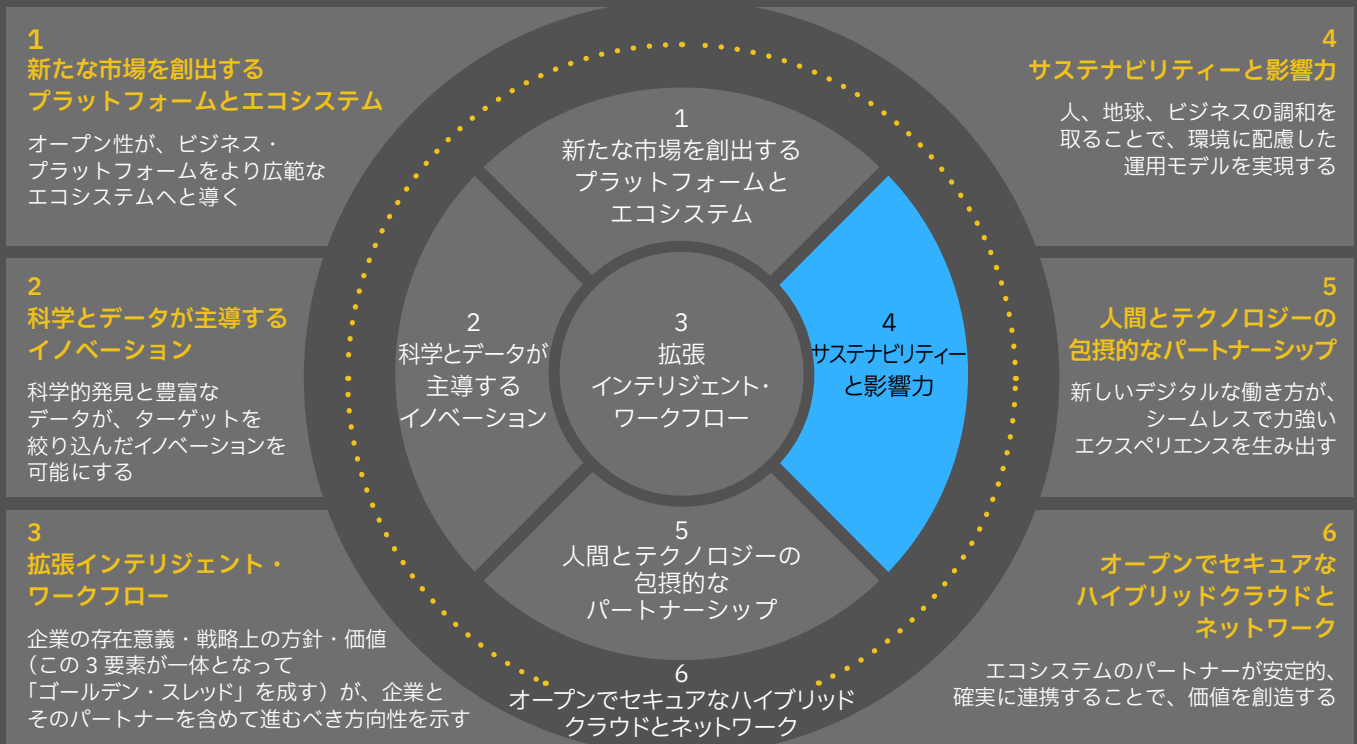 1
新たな市場を創出する
プラットフォームとエコシステム
オープン性が、ビジネス・
プラットフォームをより広範な
エコシステムへと導く
2
科学とデータが主導する
イノベーション
科学的発見と豊富な
データが、ターゲットを
絞り込んだイノベーションを
可能にする
3
拡張インテリジェント・
ワークフロー
企業の存在意義・戦略上の方針・価値
（この3要素が一体となって
「ゴールデン・スレッド」を成す）が、企業と
そのパートナーを含めて進むべき方向性を示す
1
新たな市場を創出する
プラットフォームと
エコシステム
2
科学とデータが
主導する
イノベーション
3
拡張
インテリジェント・
ワークフロー
4
サステナビリティー
と影響力
5
人間とテクノロジーの
包摂的な
パートナーシップ
6
オープンでセキュアなハイブリッド
クラウドとネットワーク
4
サステナビリティーと影響力
人、地球、ビジネスの調和を
取ることで、環境に配慮した
運用モデルを実現する
5
人間とテクノロジーの
包摂的なパートナーシップ
新しいデジタルな働き方が、
シームレスで力強い
エクスペリエンスを生み出す
6
オープンでセキュアな
ハイブリッドクラウドと
ネットワーク
エコシステムのパートナーが安定的、
確実に連携することで、価値を創造する